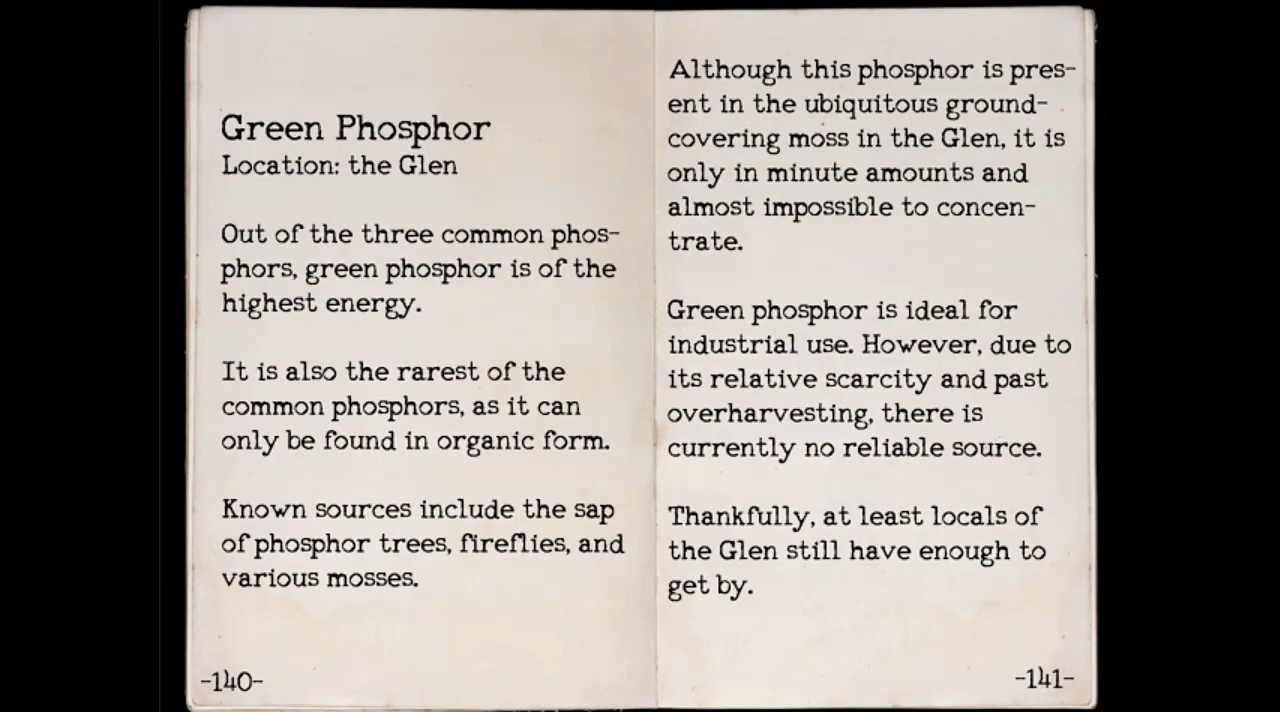 Green Phosphor
Location: the Glen
Out of the three common phos-
phors, green phosphor is of the
highest energy.
It is also the rarest of the
common phosphors, as it can
only be found in organic form.
Known sources include the sap
of phosphor trees, fireflies, and
various mosses.
-140-
Although this phosphor is pres-
ent in the ubiquitous ground-
covering moss in the Glen, it is
only in minute amounts and
almost impossible to concen-
trate.
Green phosphor is ideal for
industrial use. However, due to
its relative scarcity and past
overharvesting, there is
currently no reliable source.
Thankfully, at least locals of
the Glen still have enough to
get by.
-141-